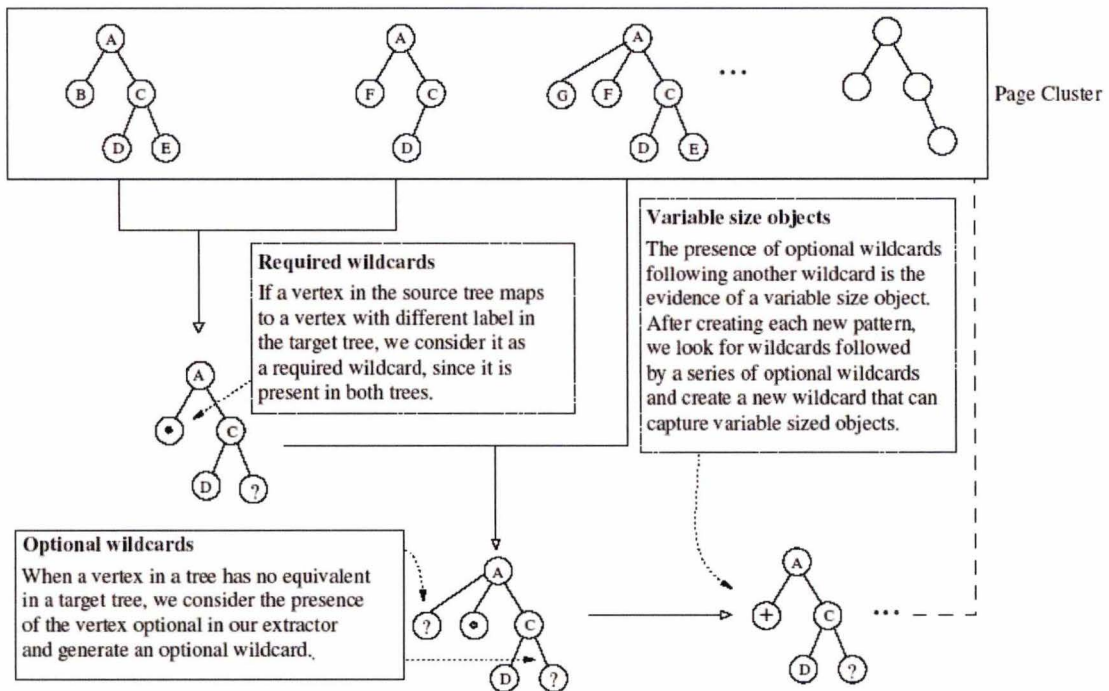 A A A
B C F C G F C
D E D D E
...
Page Cluster
Required wildcards
If a vertex in the source tree maps
to a vertex with different label in
the target tree, we consider it as
a required wildcard, since it is
present in both trees.
Variable size objects
The presence of optional wildcards
following another wildcard is the
evidence of a variable size object.
After creating each new pattern,
we look for wildcards followed
by a series of optional wildcards
and create a new wildcard that can
capture variable sized objects.
A
• C
D ?
Optional wildcards
When a vertex in a tree has no equivalent
in a target tree, we consider the presence
of the vertex optional in our extractor
and generate an optional wildcard.
A
? • C
D ?
A
+ C
D ?
...